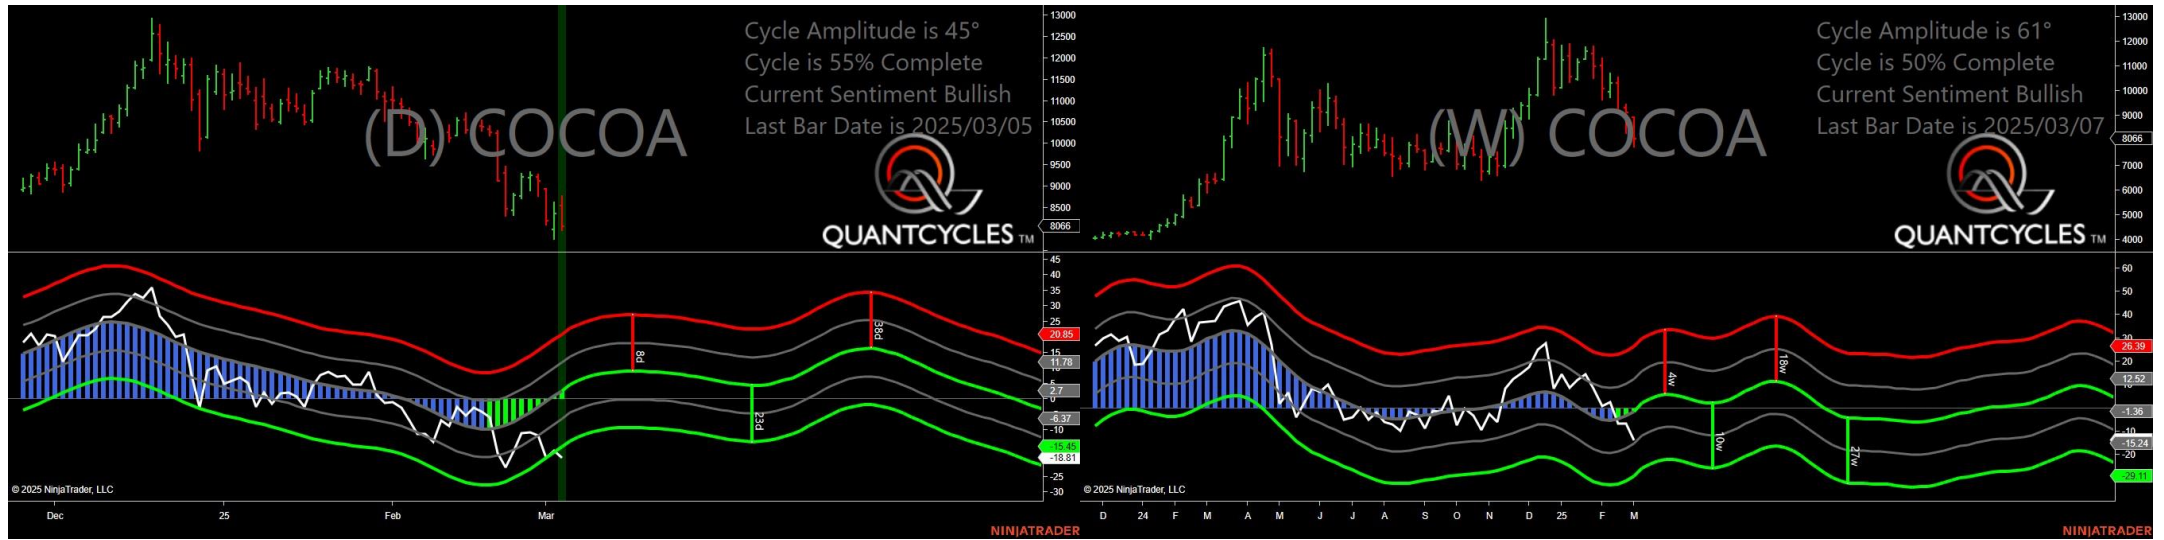 Cycle Amplitude is 45°
Cycle is 55% Complete
Current Sentiment Bullish
Last Bar Date is 2025/03/05
(D) COCOA
QUANTCYCLES TM
13000
12500
12000
11500
11000
10500
10000
9500
9000
8500
8066
45
40
35
30
25
20.85
15
11.78
2.7
0
-6.37
-10
-15.45
-18.81
-25
-30
8d
23d
38d
© 2025 NinjaTrader, LLC
Dec 25 Feb Mar
NINJATRADER
Cycle Amplitude is 61°
Cycle is 50% Complete
Current Sentiment Bullish
Last Bar Date is 2025/03/07
(W) COCOA
QUANTCYCLES TM
13000
12000
11000
10000
9000
8066
7000
6000
5000
4000
60
50
40
30
26.39
20
12.52
-1.36
-10
-15.24
-20
-29.11
4w
10w
18w
27w
© 2025 NinjaTrader, LLC
D 24 F M A M J J A S O N D 25 F M
NINJATRADER